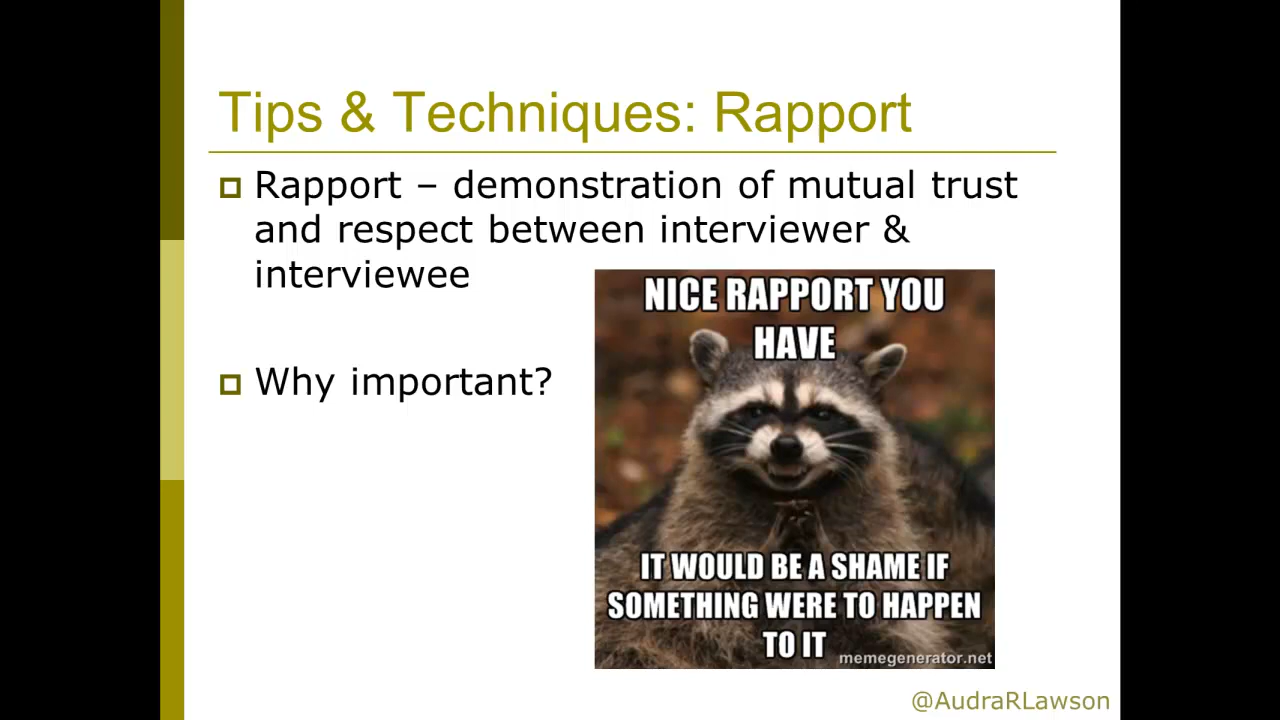 Tips & Techniques: Rapport
Rapport – demonstration of mutual trust
and respect between interviewer &
interviewee
Why important?
NICE RAPPORT YOU
HAVE
IT WOULD BE A SHAME IF
SOMETHING WERE TO HAPPEN
TO IT
memegenerator.net
@AudraRLawson